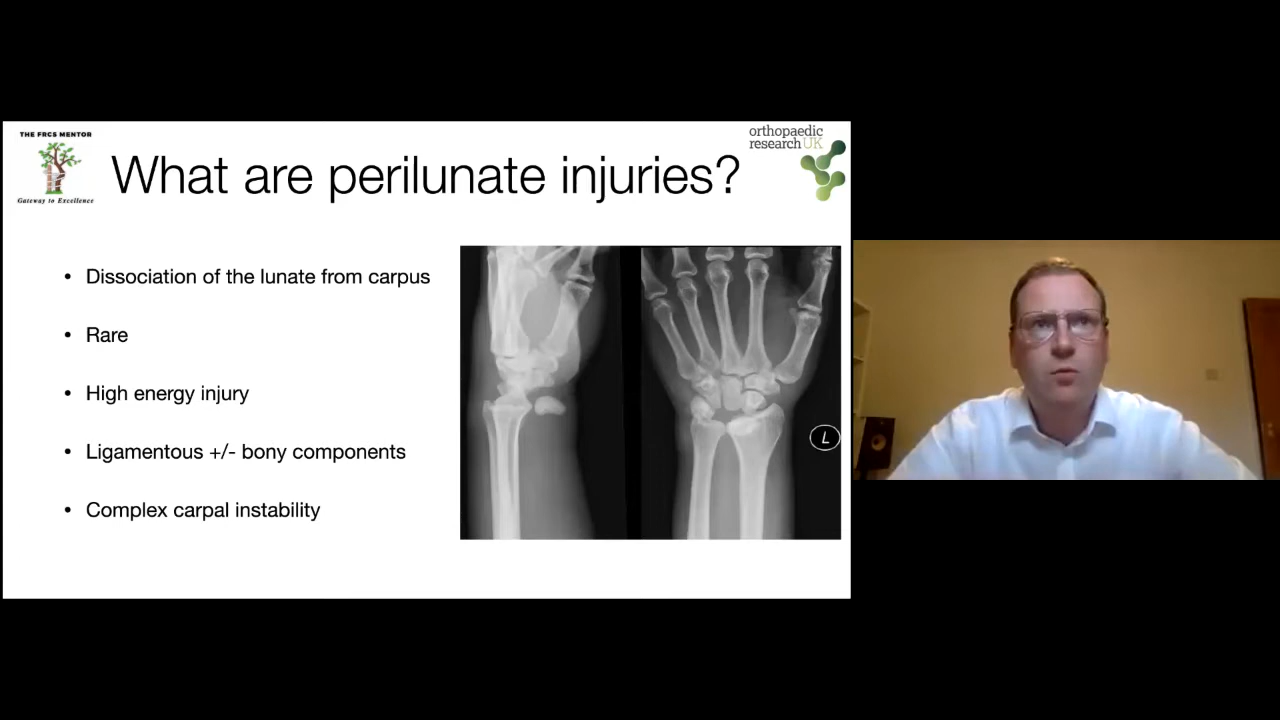 THE FRCS MENTOR
Gateway to Excellence
What are perilunate injuries?
orthopaedic
research UK
• Dissociation of the lunate from carpus
• Rare
• High energy injury
• Ligamentous +/- bony components
• Complex carpal instability
L